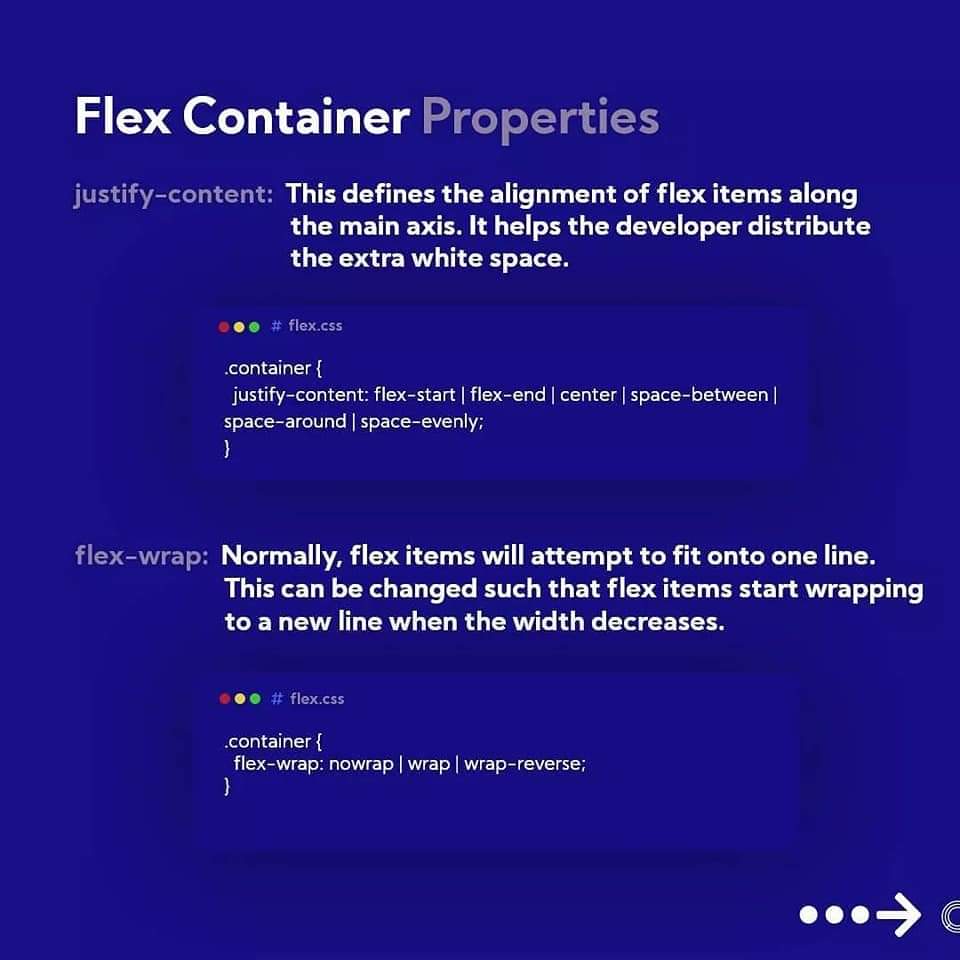 Flex Container Properties
justify-content: This defines the alignment of flex items along
the main axis. It helps the developer distribute
the extra white space.
# flex.css
.container {
justify-content: flex-start | flex-end | center | space-between |
space-around | space-evenly;
}
flex-wrap: Normally, flex items will attempt to fit onto one line.
This can be changed such that flex items start wrapping
to a new line when the width decreases.
# flex.css
.container {
flex-wrap: nowrap | wrap | wrap-reverse;
}